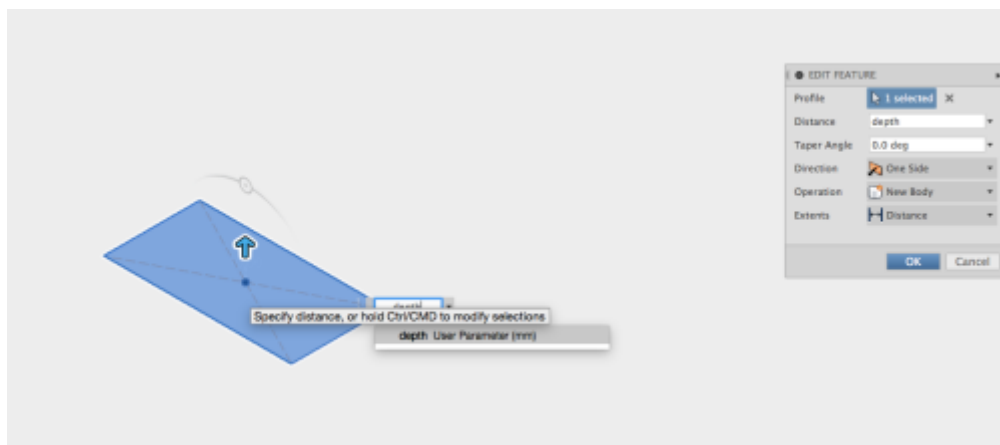 EDIT FEATURE
Profile 1 selected
Distance depth
Taper Angle 0.0 deg
Direction One Side
Operation New Body
Extents Distance
OK Cancel
depth
Specify distance, or hold Ctrl/CMD to modify selections
depth User Parameter (mm)